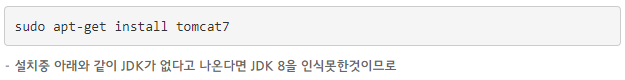 sudo apt-get install tomcat7
- 설치중 아래와 같이 JDK가 없다고 나온다면 JDK 8을 인식못한것이므로